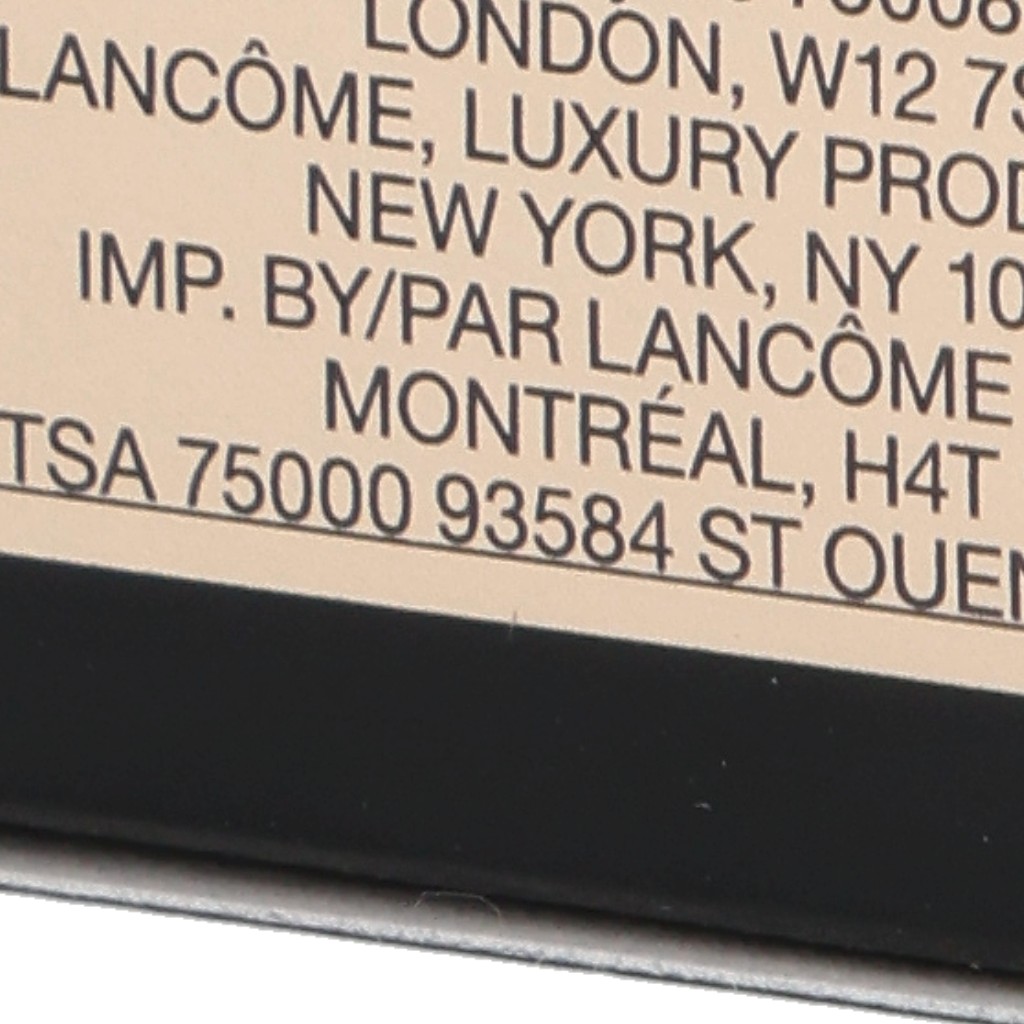 LONDON, W12 7
LANCÔME, LUXURY PROD
NEW YORK, NY 10
IMP. BY/PAR LANCÔME
MONTRÉAL, H4T
TSA 75000 93584 ST OUEN